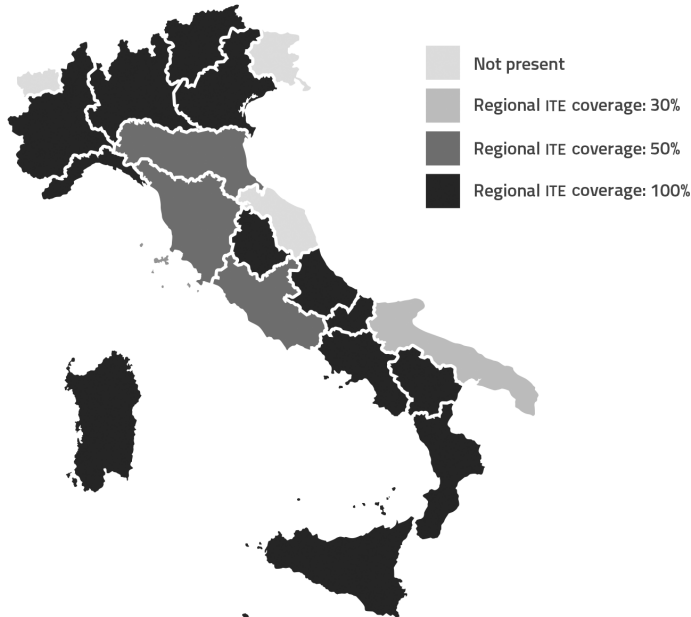 Not present
Regional ITE coverage: 30%
Regional ITE coverage: 50%
Regional ITE coverage: 100%